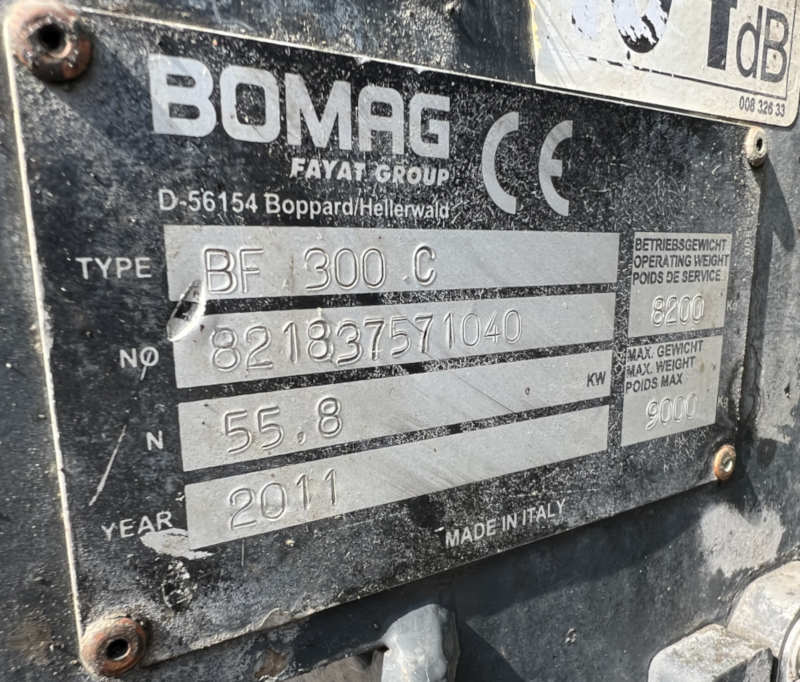 dB
008 326 33
BOMAG
FAYAT GROUP
CE
D-56154 Boppard/Hellerwald
TYPE BF 300 C
NO 821837571040
N 55,8 KW
YEAR 2011
BETRIEBSGEWICHT
OPERATING WEIGHT
POIDS DE SERVICE
8200
MAX. GEWICHT
MAX. WEIGHT
POIDS MAX
9000
MADE IN ITALY